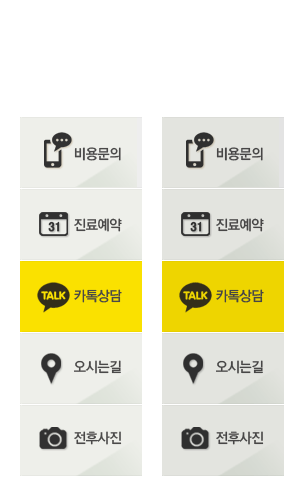 비용문의 비용문의
31 진료예약 31 진료예약
TALK 카톡상담 TALK 카톡상담
오시는길 오시는길
전후사진 전후사진